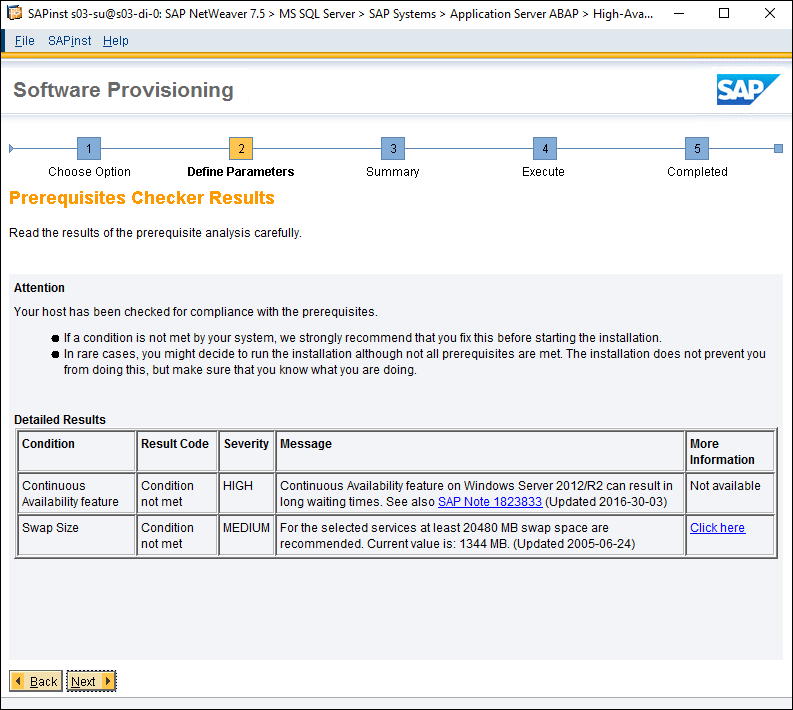 SAPinst s03-su@s03-di-0: SAP NetWeaver 7.5 > MS SQL Server > SAP Systems > Application Server ABAP > High-Ava...
File SAPinst Help
Software Provisioning
SAP
1 2 3 4 5
Choose Option Define Parameters Summary Execute Completed
Prerequisites Checker Results
Read the results of the prerequisite analysis carefully.
Attention
Your host has been checked for compliance with the prerequisites.
● If a condition is not met by your system, we strongly recommend that you fix this before starting the installation.
● In rare cases, you might decide to run the installation although not all prerequisites are met. The installation does not prevent you
from doing this, but make sure that you know what you are doing.
Detailed Results
Condition Result Code Severity Message More
Information
Continuous Condition HIGH Continuous Availability feature on Windows Server 2012/R2 can result in Not available
Availability feature not met long waiting times. See also SAP Note 1823833 (Updated 2016-30-03)
Swap Size Condition MEDIUM For the selected services at least 20480 MB swap space are Click here
not met recommended. Current value is: 1344 MB. (Updated 2005-06-24)
Back Next